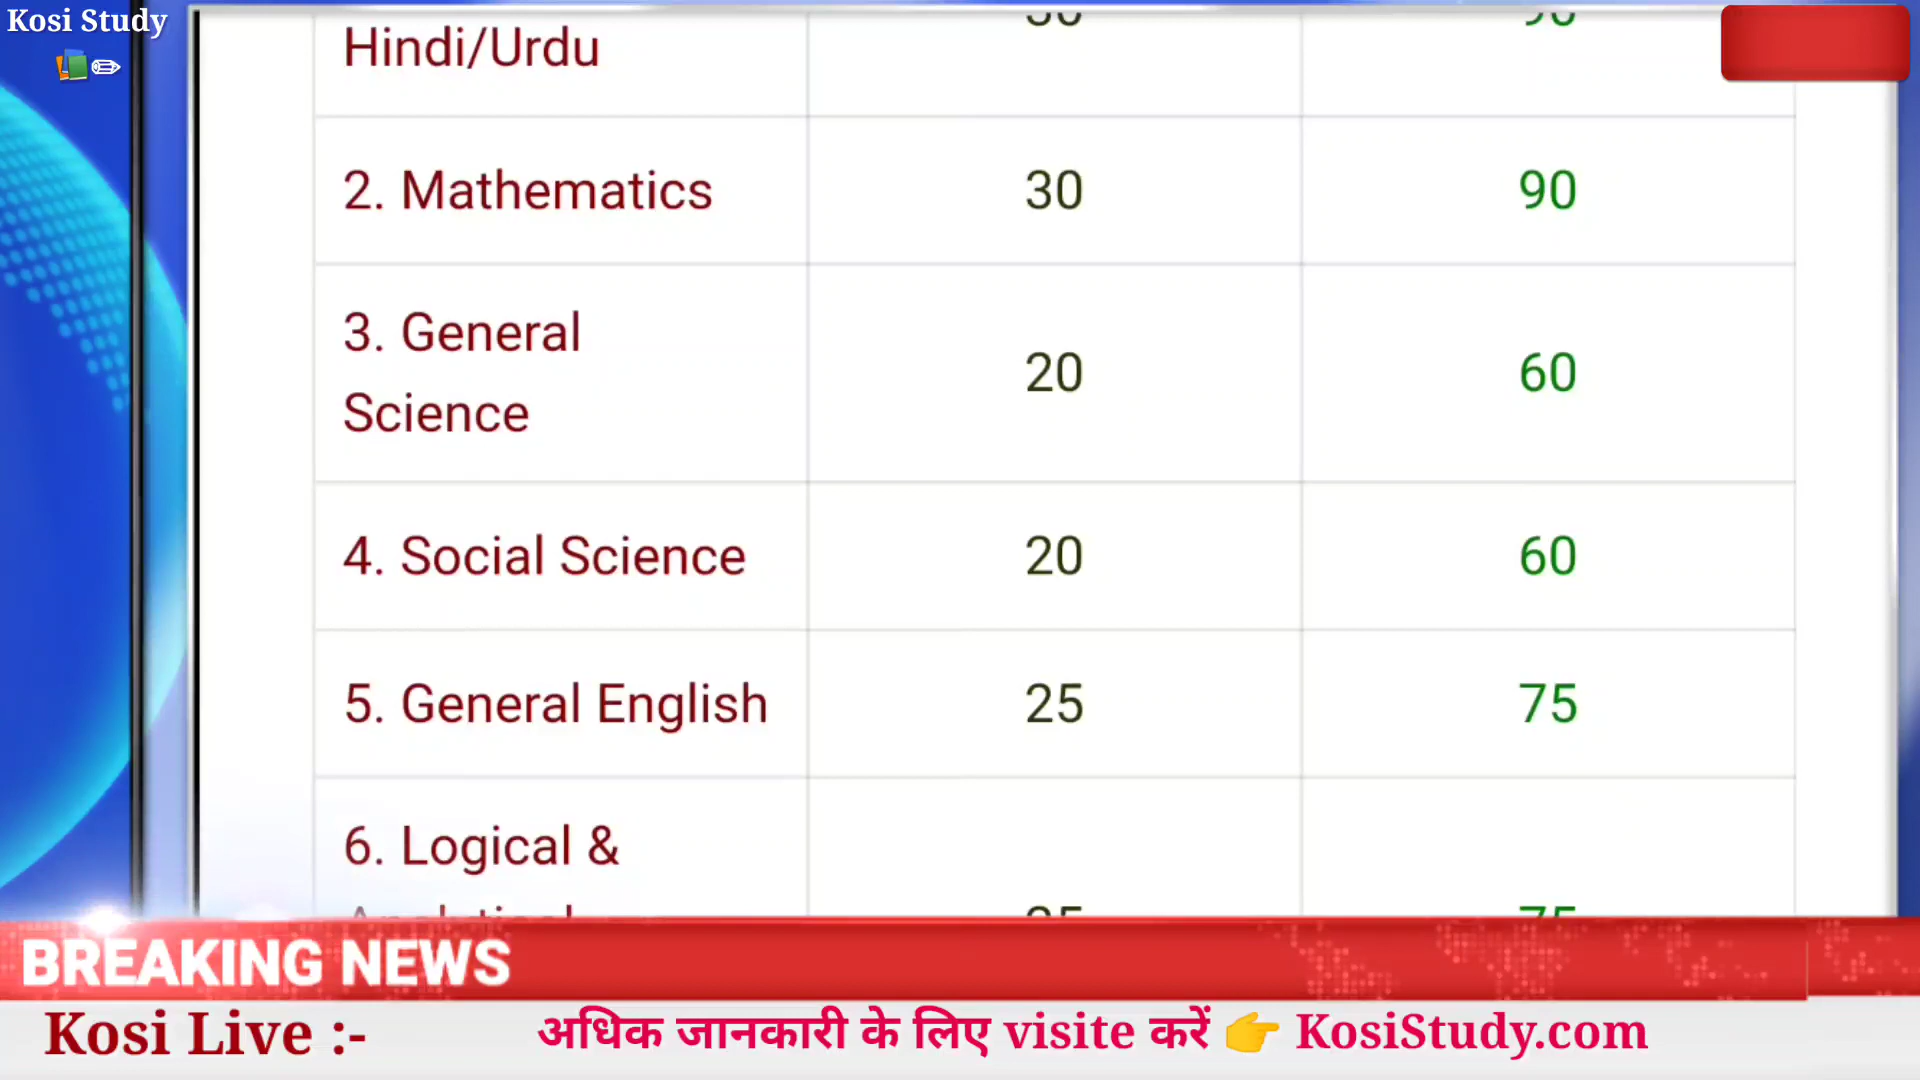 Kosi Study
Hindi/Urdu
2. Mathematics 30 90
3. General
Science 20 60
4. Social Science 20 60
5. General English 25 75
6. Logical &
BREAKING NEWS
Kosi Live :- अधिक जानकारी के लिए visite करें 👉 KosiStudy.com